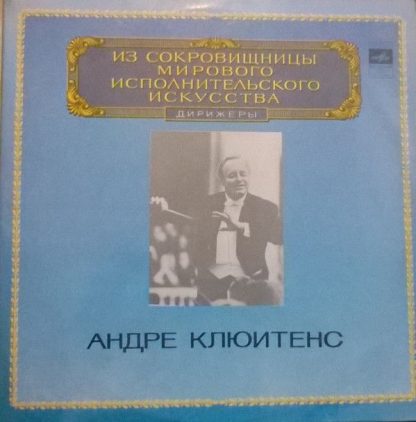 ИЗ СОКРОВИЩНИЦЫ
МИРОВОГО
ИСПОЛНИТЕЛЬСКОГО
ИСКУССТВА
ДИРИЖЕРЫ
АНДРЕ КЛЮИТЕНС